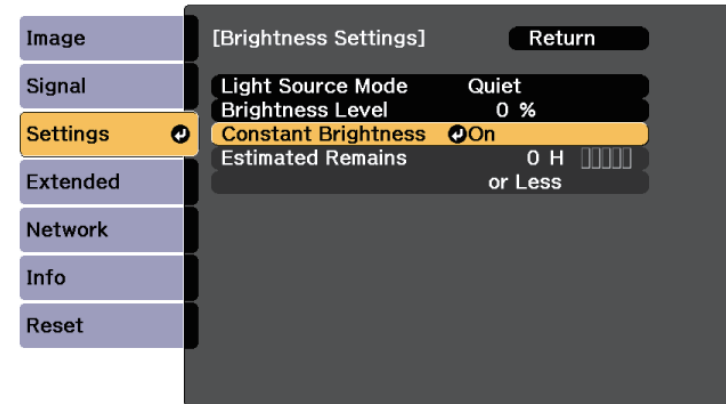 Image
Signal
Settings
Extended
Network
Info
Reset
[Brightness Settings] Return
Light Source Mode Quiet
Brightness Level 0 %
Constant Brightness On
Estimated Remains 0 H
or Less